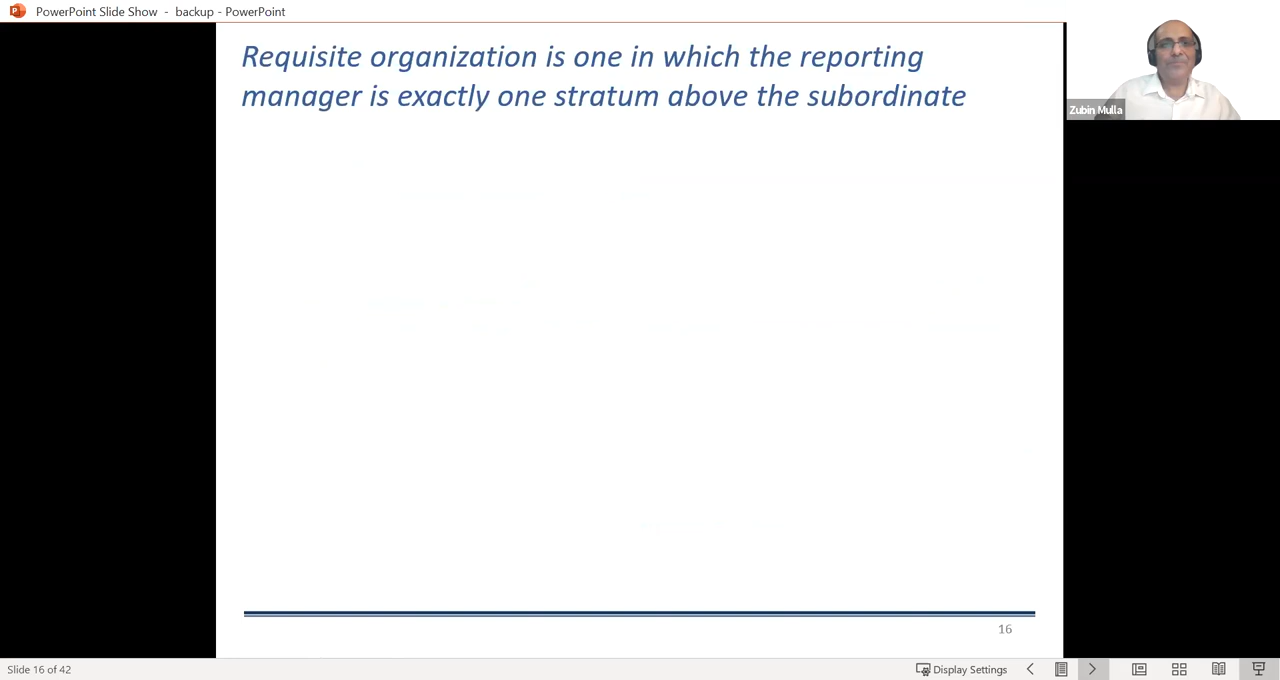 PowerPoint Slide Show - backup - PowerPoint
Requisite organization is one in which the reporting
manager is exactly one stratum above the subordinate
Zubin Mulla
16
Slide 16 of 42
Display Settings